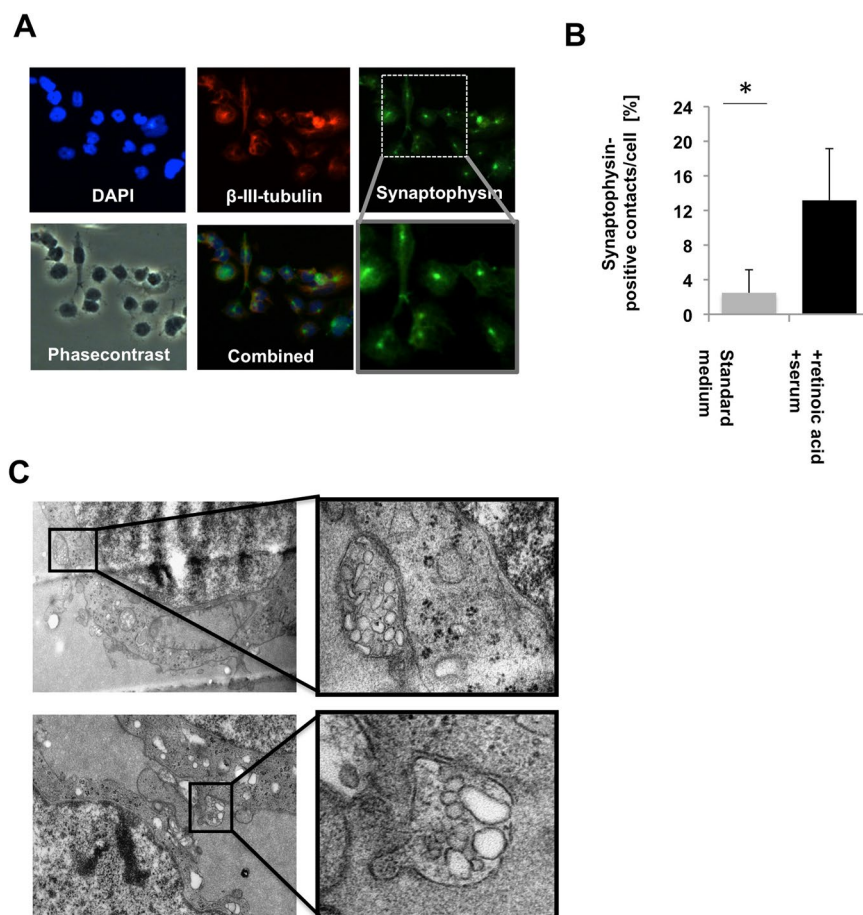 A
DAPI
β-III-tubulin
Synaptophysin
Phasecontrast
Combined
B
Synaptophysin-
positive contacts/cell [%]
*
24
20
16
12
8
4
0
Standard
medium
+retinoic acid
+serum
C